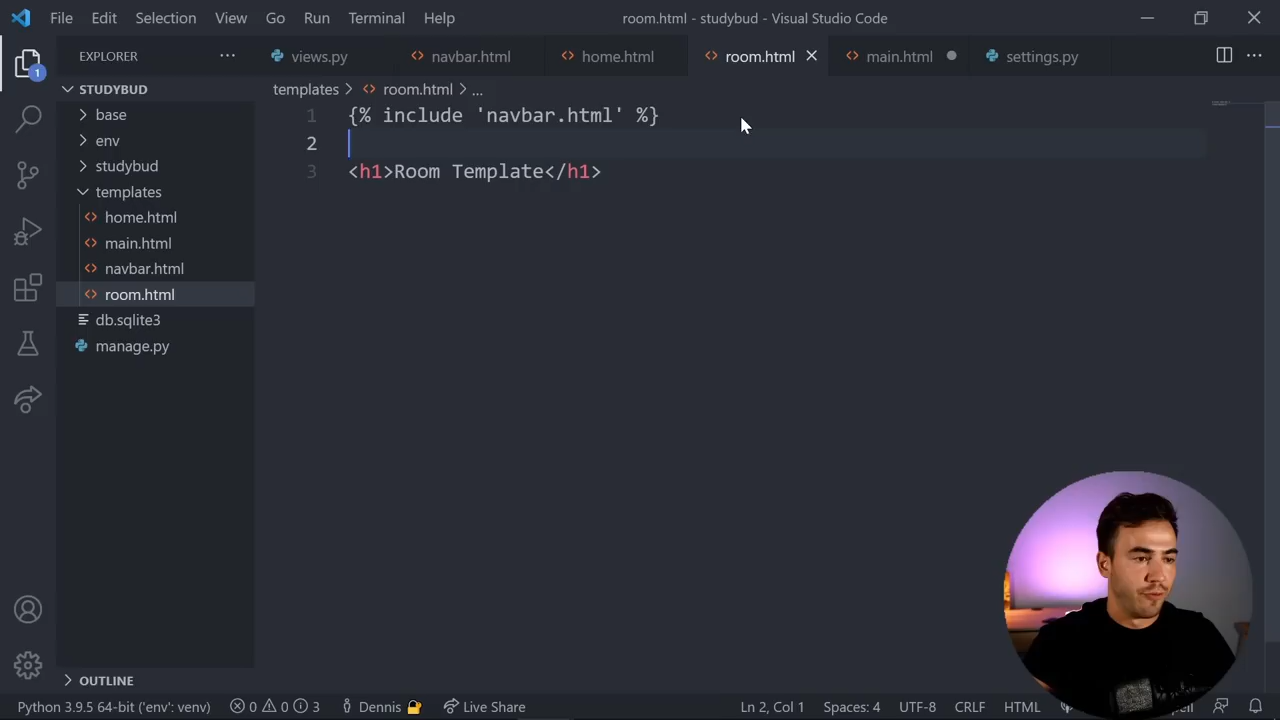 File Edit Selection View Go Run Terminal Help room.html - studybud - Visual Studio Code
EXPLORER
views.py navbar.html home.html room.html main.html settings.py
1
STUDYBUD
base
env
studybud
templates
home.html
main.html
navbar.html
room.html
db.sqlite3
manage.py
OUTLINE
templates room.html ...
1 {% include 'navbar.html' %}
2
3 <h1>Room Template</h1>
Python 3.9.5 64-bit ('env': venv) 0 0 3 Dennis Live Share Ln 2, Col 1 Spaces: 4 UTF-8 CRLF HTML